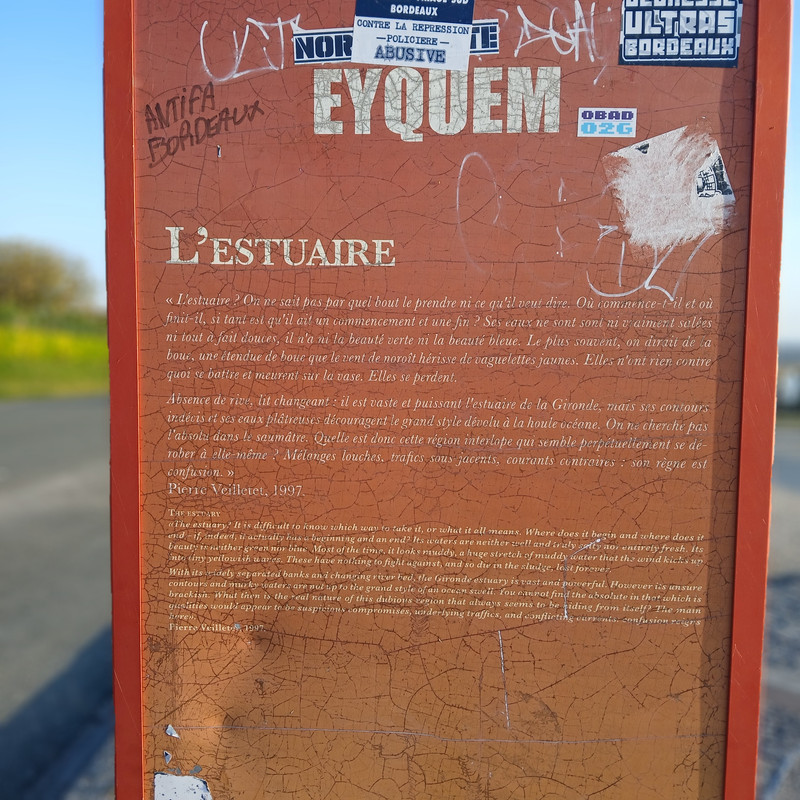 BORDEAUX
CONTRE LA REPRESSION
—POLICIERE—
ABUSIVE
NOR
ULTRAS
BORDEAUX
EYQUEM
OBAD
02G
ANTIFA
BORDEAUX
L'ESTUAIRE
« L'estuaire ? On ne sait pas par quel bout le prendre ni ce qu'il veut dire. Où commence-t-il et où
finit-il, si tant est qu'il ait un commencement et une fin ? Ses eaux ne sont sont ni vraiment salées
ni tout à fait douces, il n'a ni la beauté verte ni la beauté bleue. Le plus souvent, on dirait de la
boue, une étendue de boue que le vent de noroît hérisse de vaguelettes jaunes. Elles n'ont rien contre
quoi se battre et meurent sur la vase. Elles se perdent.
Absence de rive, lit changeant : il est vaste et puissant l'estuaire de la Gironde, mais ses contours
indécis et ses eaux plâtreuses découragent le grand style dévolu à la houle océane. On ne cherche pas
l'absolu dans le saumâtre. Quelle est donc cette région interlope qui semble perpétuellement se dé-
rober à elle-même ? Mélanges louches, trafics sous-jacents, courants contraires : son règne est
confusion. »
Pierre Veilletet, 1997
THE ESTUARY
«The estuary? It is difficult to know which way to take it, or what it all means. Where does it begin and where does it
end - if, indeed, it actually has a beginning and an end? Its waters are neither well and truly salty nor entirely fresh. Its
beauty is neither green nor blue. Most of the time, it looks muddy, a huge stretch of muddy water that the wind kicks up
into tiny yellowish waves. These have nothing to fight against, and so die in the sludge, lost forever.
With its widely separated banks and changing river bed, the Gironde estuary is vast and powerful. However its unsure
contours and murky waters are not up to the grand style of an ocean swell. You cannot find the absolute in that which is
brackish. What then is the real nature of this dubious region that always seems to be hiding from itself? The main
qualities would appear to be suspicious compromises, underlying traffics, and conflicting currents: confusion reigns
here».
Pierre Veilletet, 1997